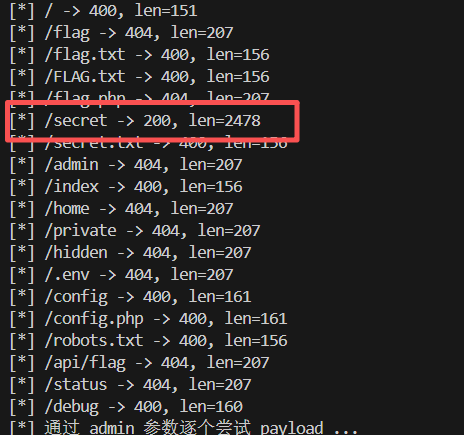 [*] / -> 400, len=151
[*] /flag -> 404, len=207
[*] /flag.txt -> 400, len=156
[*] /FLAG.txt -> 400, len=156
[*] /flag.php -> 404, len=207
[*] /secret -> 200, len=2478
[*] /secret.txt -> 400, len=156
[*] /admin -> 404, len=207
[*] /index -> 400, len=156
[*] /home -> 404, len=207
[*] /private -> 404, len=207
[*] /hidden -> 404, len=207
[*] /.env -> 404, len=207
[*] /config -> 400, len=161
[*] /config.php -> 400, len=161
[*] /robots.txt -> 400, len=156
[*] /api/flag -> 404, len=207
[*] /status -> 404, len=207
[*] /debug -> 400, len=160
[*] 通过 admin 参数逐个尝试 payload ...